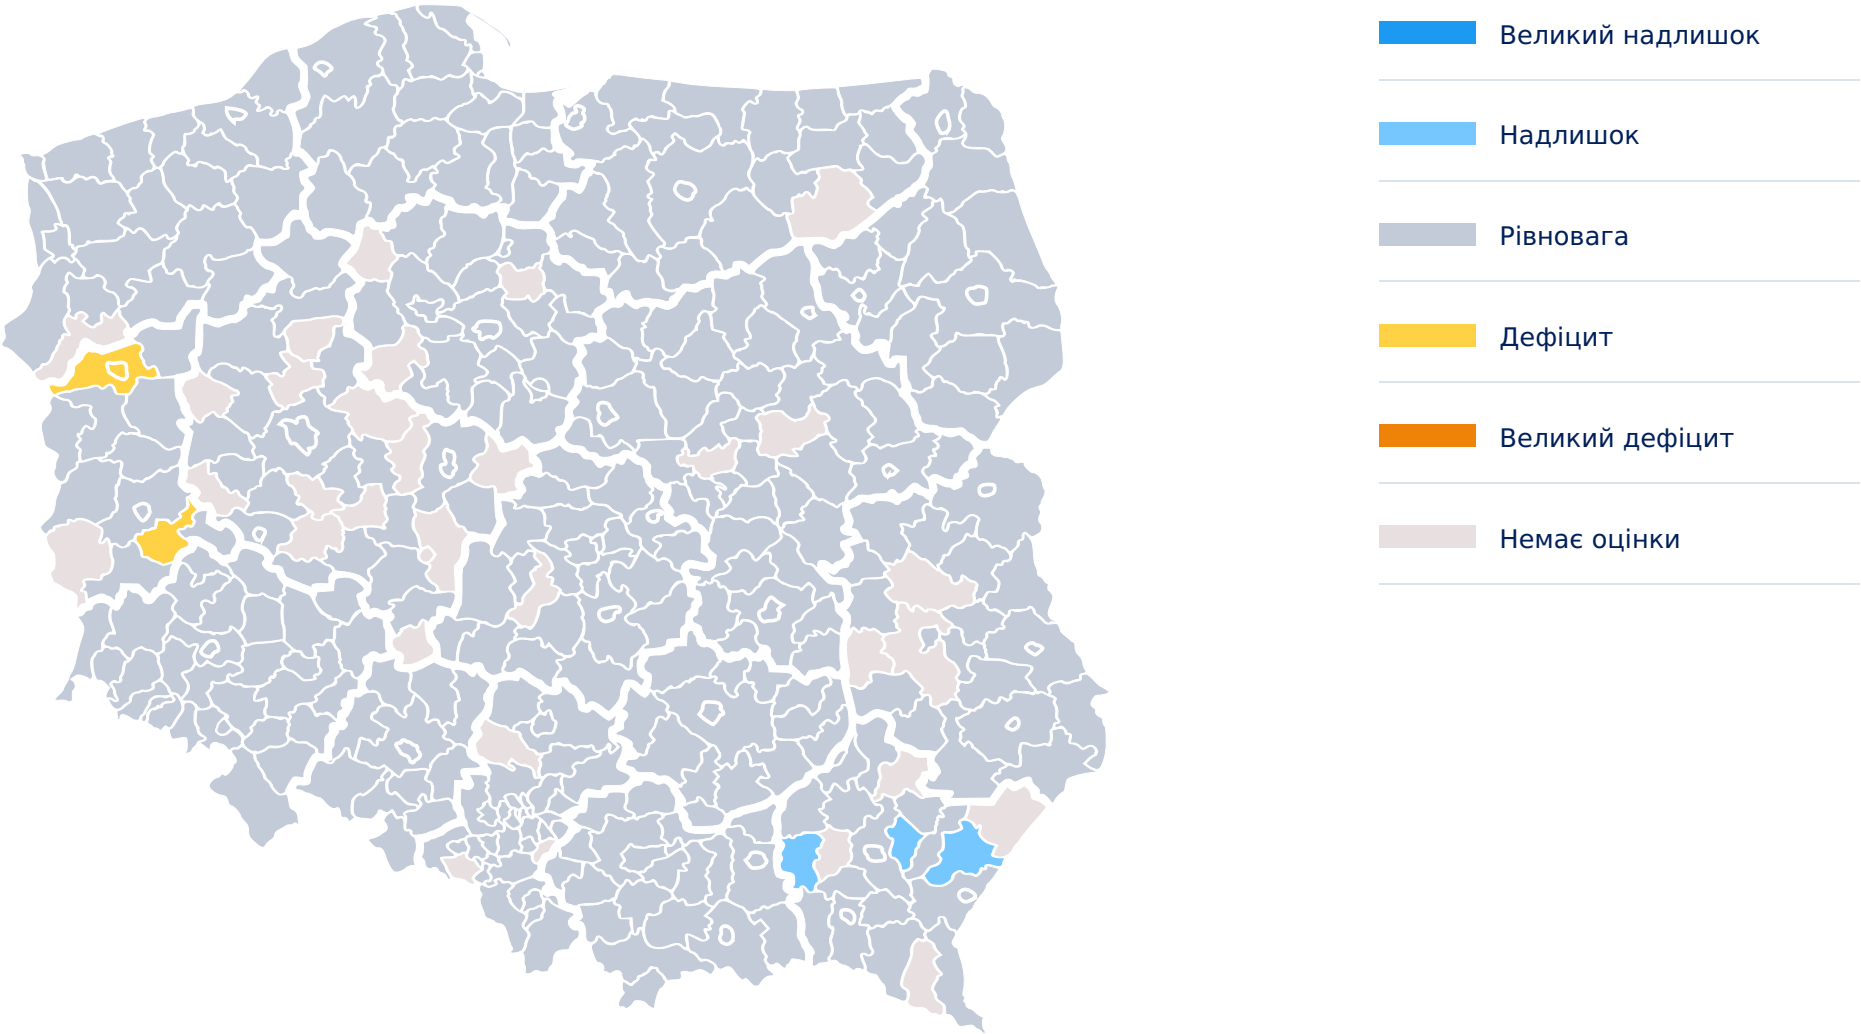 Великий надлишок
Надлишок
Рівновага
Дефіцит
Великий дефіцит
Немає оцінки